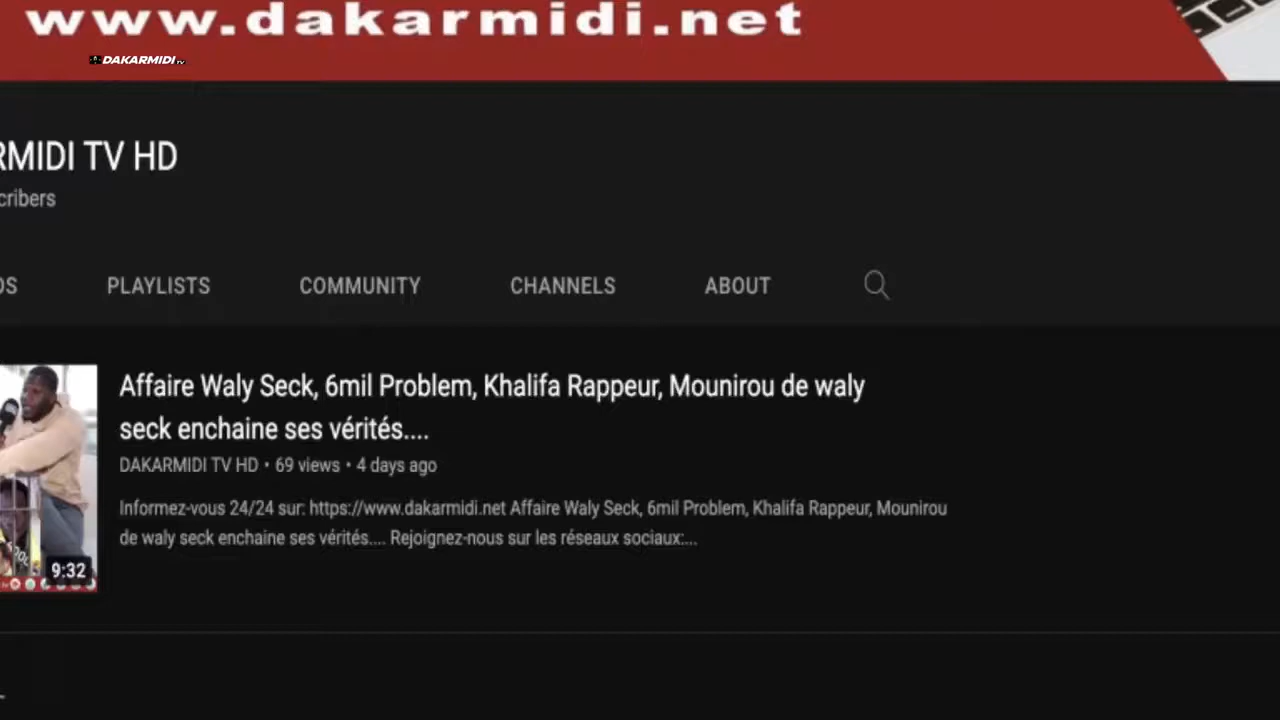 www.dakarmidi.net
DAKARMIDI TV
RMIDI TV HD
cribers
PLAYLISTS
COMMUNITY
CHANNELS
ABOUT
Affaire Waly Seck, 6mil Problem, Khalifa Rappeur, Mounirou de waly
seck enchaine ses vérités....
DAKARMIDI TV HD • 69 views • 4 days ago
Informez-vous 24/24 sur: https://www.dakarmidi.net Affaire Waly Seck, 6mil Problem, Khalifa Rappeur, Mounirou
de waly seck enchaine ses vérités.... Rejoignez-nous sur les réseaux sociaux:...
9:32